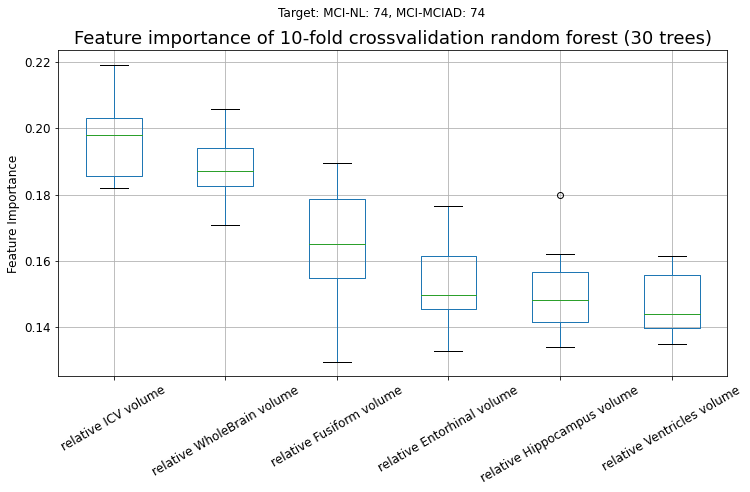 Target: MCI-NL: 74, MCI-MCIAD: 74
Feature importance of 10-fold crossvalidation random forest (30 trees)
Feature Importance
0.22
0.20
0.18
0.16
0.14
relative ICV volume
relative WholeBrain volume
relative Fusiform volume
relative Entorhinal volume
relative Hippocampus volume
relative Ventricles volume